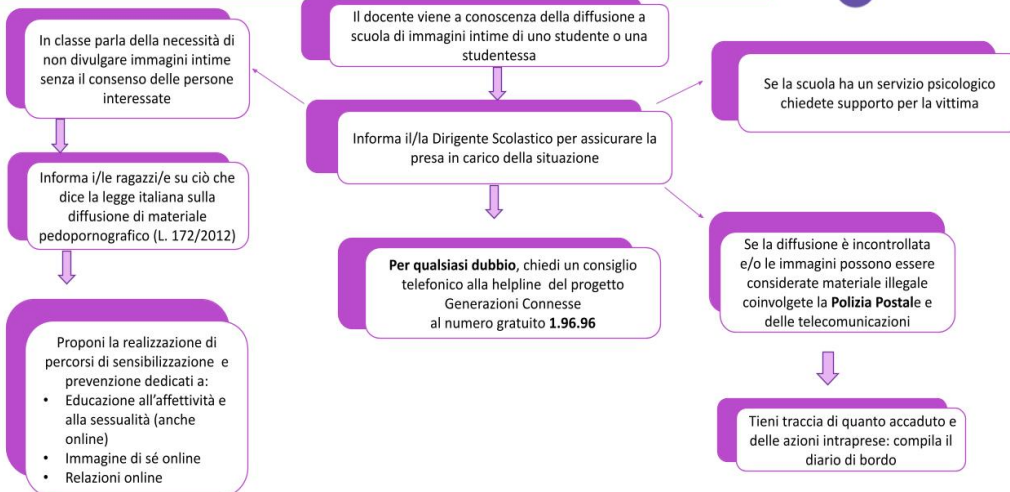 Il docente viene a conoscenza della diffusione a
scuola di immagini intime di uno studente o una
studentessa
In classe parla della necessità di
non divulgare immagini intime
senza il consenso delle persone
interessate
Se la scuola ha un servizio psicologico
chiedete supporto per la vittima
Informa il/la Dirigente Scolastico per assicurare la
presa in carico della situazione
Informa i/le ragazzi/e su ciò che
dice la legge italiana sulla
diffusione di materiale
pedopornografico (L. 172/2012)
Per qualsiasi dubbio, chiedi un consiglio
telefonico alla helpline del progetto
Generazioni Connesse
al numero gratuito 1.96.96
Se la diffusione è incontrollata
e/o le immagini possono essere
considerate materiale illegale
coinvolgete la Polizia Postale e
delle telecomunicazioni
Proponi la realizzazione di
percorsi di sensibilizzazione e
prevenzione dedicati a:
• Educazione all'affettività e
alla sessualità (anche
online)
• Immagine di sé online
• Relazioni online
Tieni traccia di quanto accaduto e
delle azioni intraprese: compila il
diario di bordo